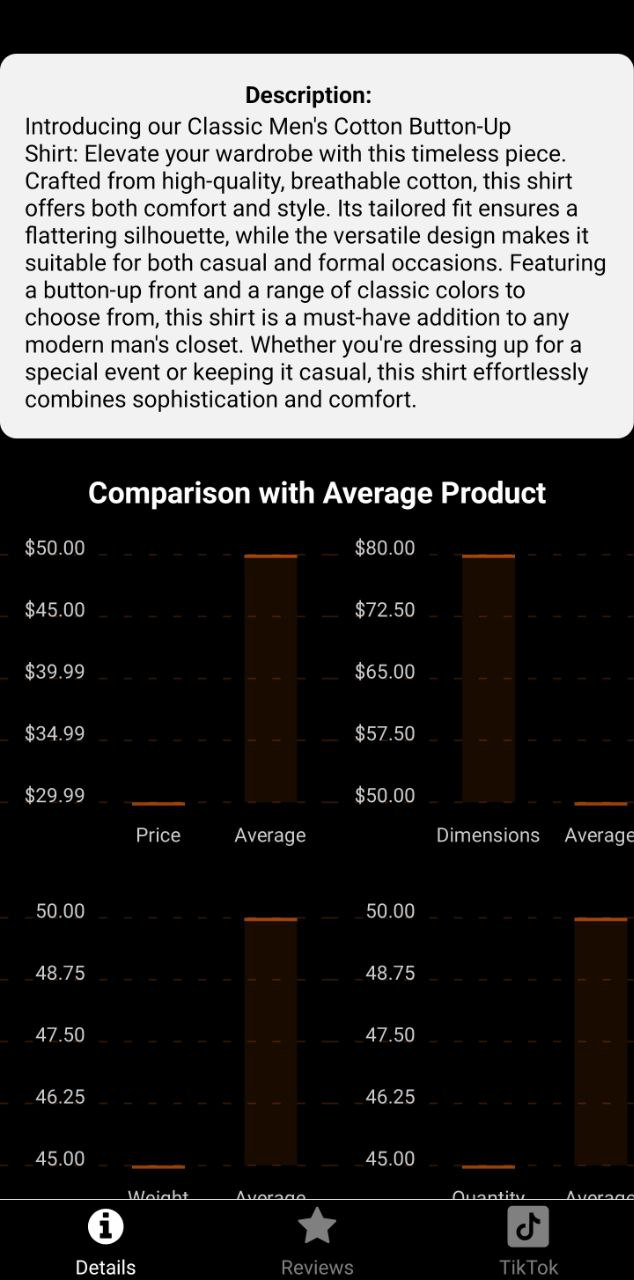 Description:
Introducing our Classic Men's Cotton Button-Up
Shirt: Elevate your wardrobe with this timeless piece.
Crafted from high-quality, breathable cotton, this shirt
offers both comfort and style. Its tailored fit ensures a
flattering silhouette, while the versatile design makes it
suitable for both casual and formal occasions. Featuring
a button-up front and a range of classic colors to
choose from, this shirt is a must-have addition to any
modern man's closet. Whether you're dressing up for a
special event or keeping it casual, this shirt effortlessly
combines sophistication and comfort.
Comparison with Average Product
$50.00
$45.00
$39.99
$34.99
$29.99
Price Average
$80.00
$72.50
$65.00
$57.50
$50.00
Dimensions Average
50.00
48.75
47.50
46.25
45.00
Weight Average
50.00
48.75
47.50
46.25
45.00
Quantity Average
Details Reviews TikTok